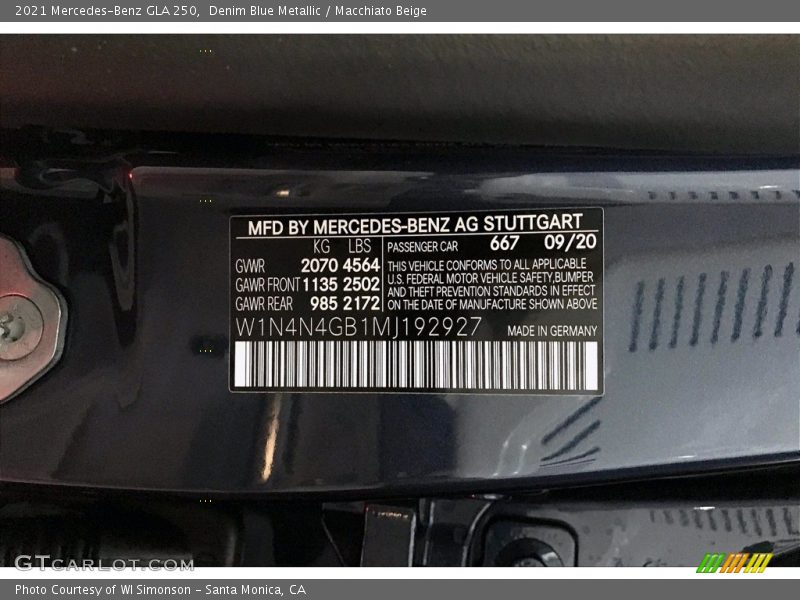 2021 Mercedes-Benz GLA 250, Denim Blue Metallic / Macchiato Beige
MFD BY MERCEDES-BENZ AG STUTTGART
KG LBS
GVWR 2070 4564
GAWR FRONT 1135 2502
GAWR REAR 985 2172
PASSENGER CAR 667 09/20
THIS VEHICLE CONFORMS TO ALL APPLICABLE
U.S. FEDERAL MOTOR VEHICLE SAFETY, BUMPER
AND THEFT PREVENTION STANDARDS IN EFFECT
ON THE DATE OF MANUFACTURE SHOWN ABOVE
W1N4N4GB1MJ192927 MADE IN GERMANY
GTCARLOT.COM
Photo Courtesy of WI Simonson - Santa Monica, CA